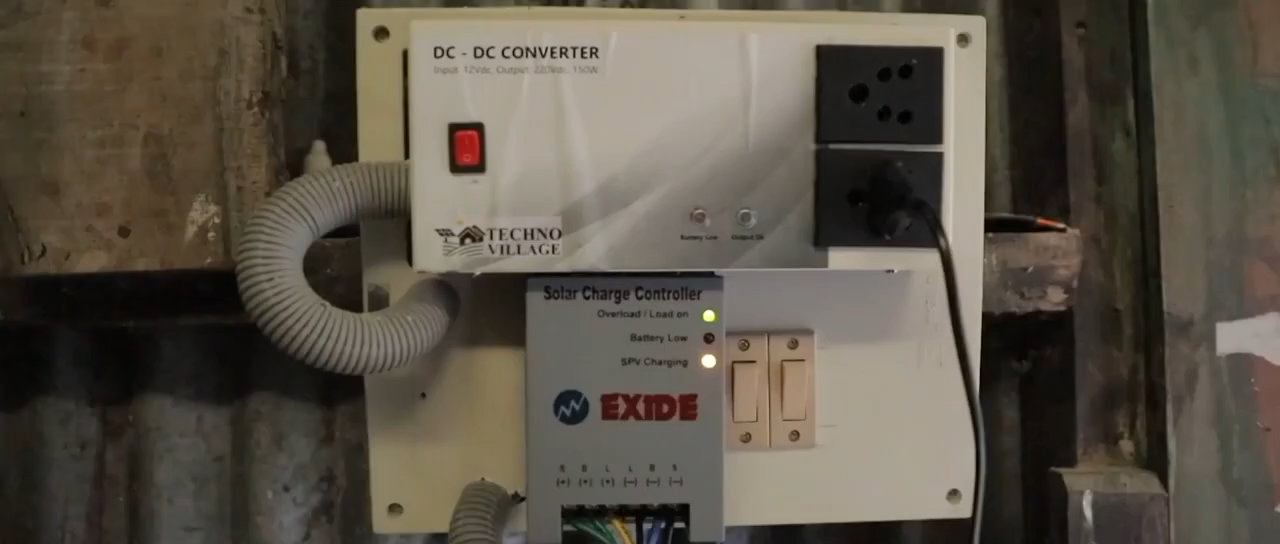 DC - DC CONVERTER
Input: 12Vdc, Output: 220Vdc, 150W
TECHNO
VILLAGE
Battery Low
Output On
Solar Charge Controller
Overload / Load on
Battery Low
SPV Charging
EXIDE
S B L L B S
(+) (+) (+) (—) (—) (—)